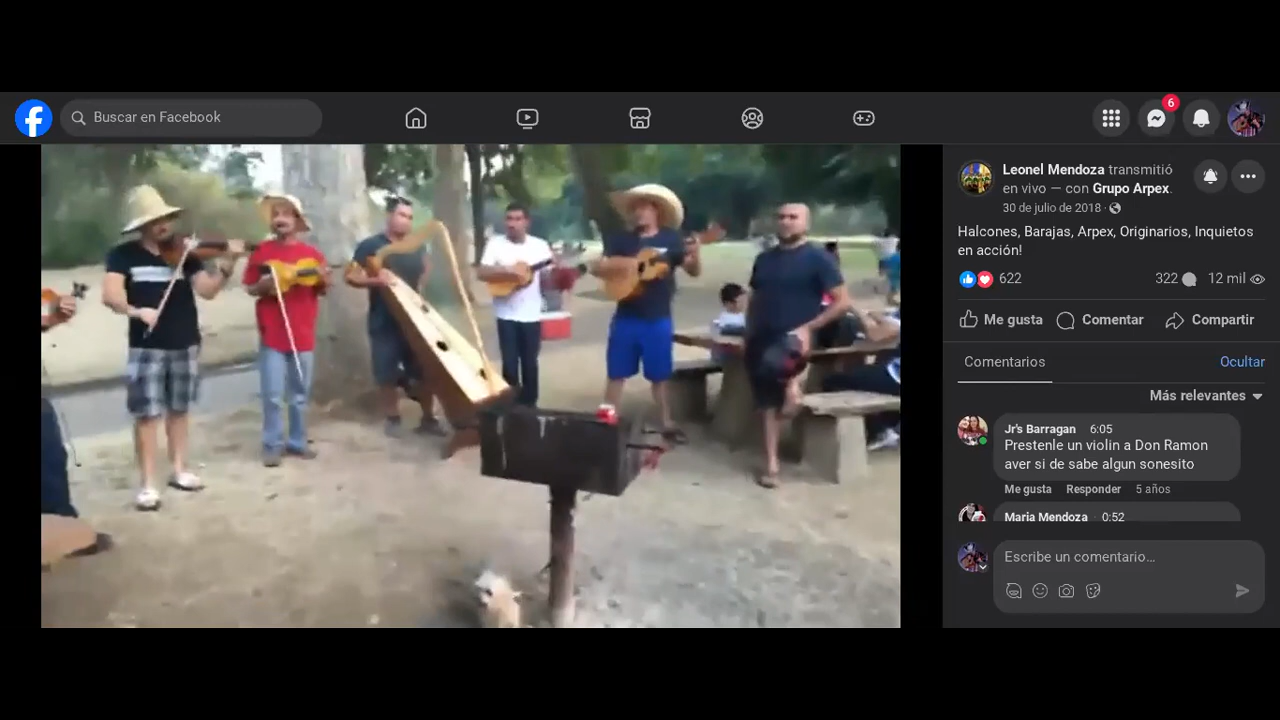 Buscar en Facebook
6
Leonel Mendoza transmitió
en vivo — con Grupo Arpex.
30 de julio de 2018 ·
Halcones, Barajas, Arpex, Originarios, Inquietos
en acción!
622 322 12 mil
Me gusta Comentar Compartir
Comentarios Ocultar
Más relevantes
Jr's Barragan 6:05
Prestenle un violin a Don Ramon
aver si de sabe algun sonesito
Me gusta Responder 5 años
Maria Mendoza · 0:52
Escribe un comentario...